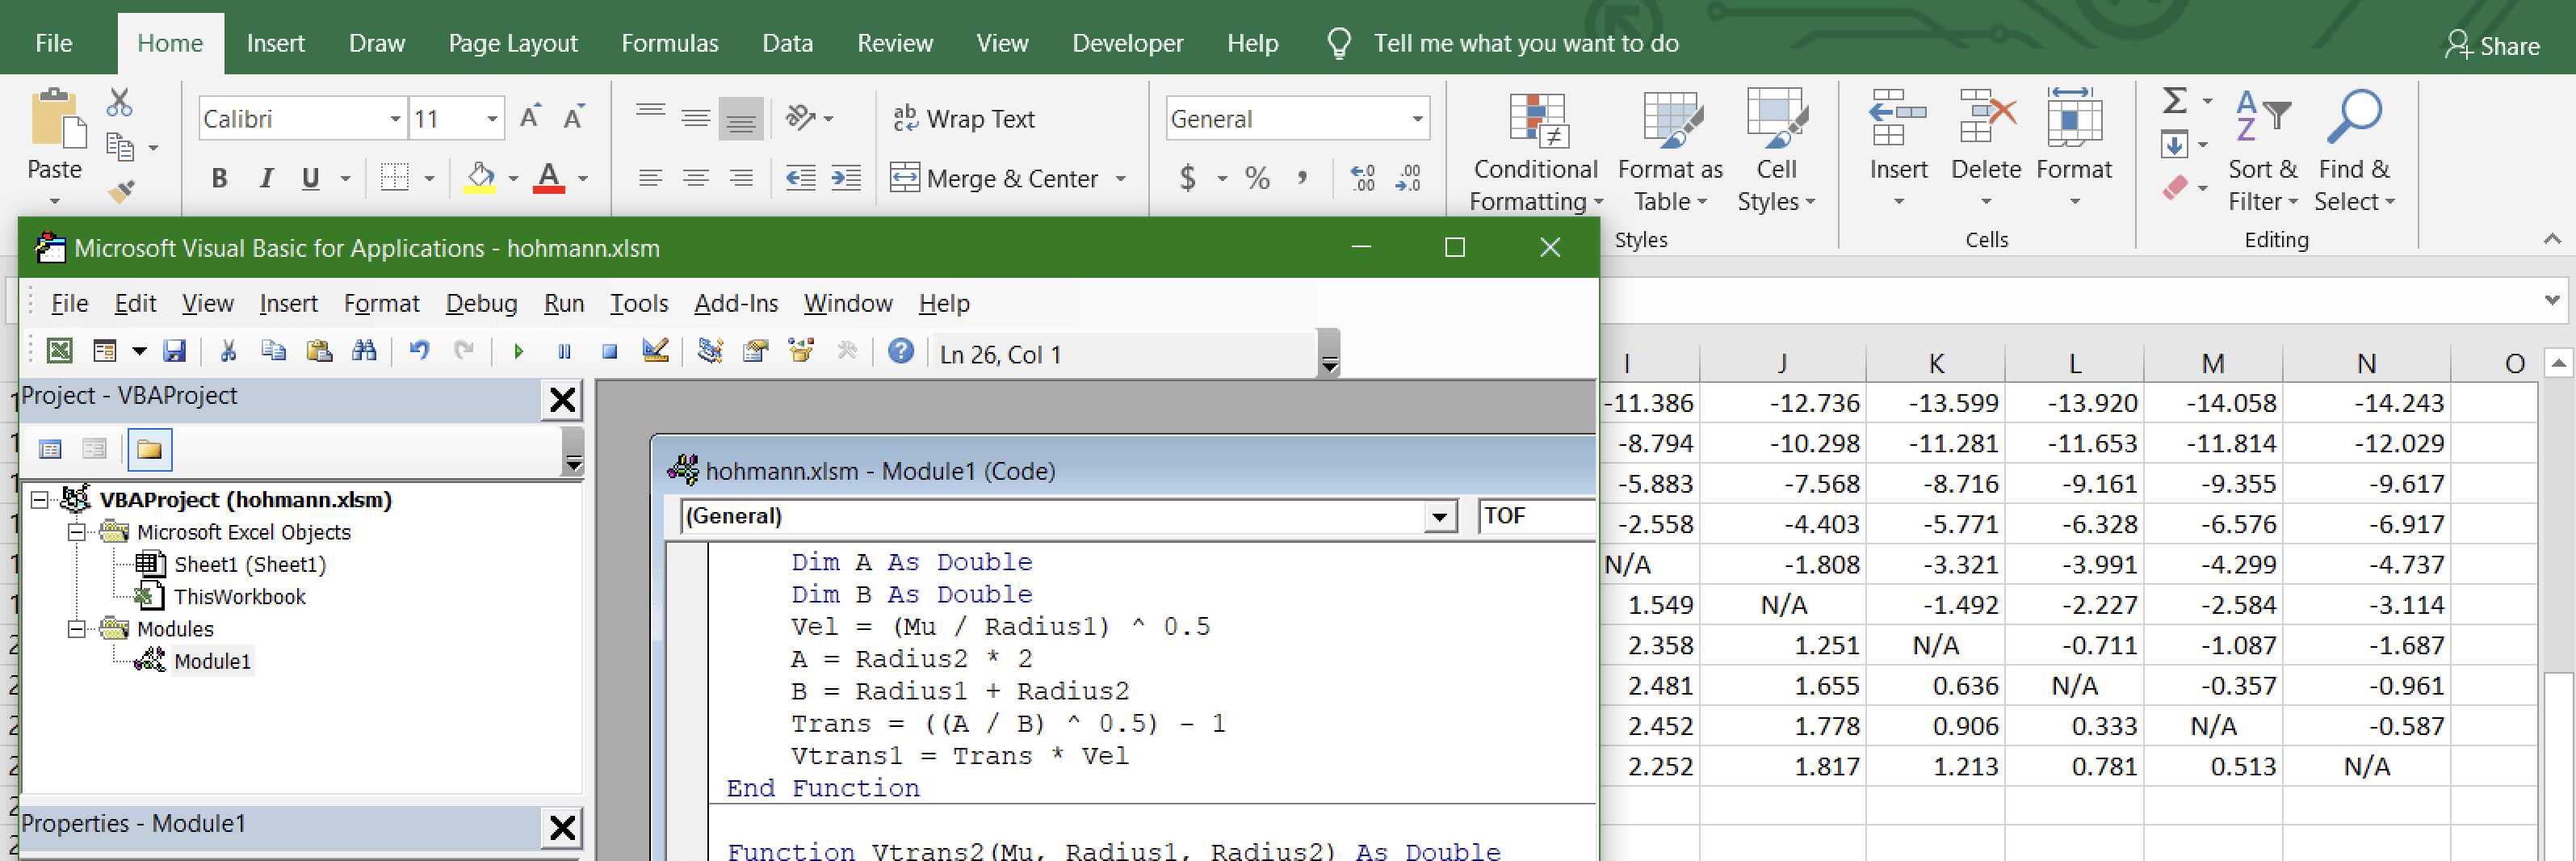 File Home Insert Draw Page Layout Formulas Data Review View Developer Help Tell me what you want to do Share
Calibri 11 A A ab Wrap Text General
Paste B I U A Merge & Center $ % , .0 .00 .00 .0
Conditional Formatting Format as Table Cell Styles Insert Delete Format Sort & Filter Find & Select
Styles Cells Editing
Microsoft Visual Basic for Applications - hohmann.xlsm
File Edit View Insert Format Debug Run Tools Add-Ins Window Help
Ln 26, Col 1
Project - VBAProject
VBAProject (hohmann.xlsm)
Microsoft Excel Objects
Sheet1 (Sheet1)
ThisWorkbook
Modules
Module1
Properties - Module1
hohmann.xlsm - Module1 (Code)
(General) TOF
Dim A As Double
Dim B As Double
Vel = (Mu / Radius1) ^ 0.5
A = Radius2 * 2
B = Radius1 + Radius2
Trans = ((A / B) ^ 0.5) - 1
Vtrans1 = Trans * Vel
End Function
Function Vtrans2(Mu, Radius1, Radius2) As Double
I J K L M N O
-11.386 -12.736 -13.599 -13.920 -14.058 -14.243
-8.794 -10.298 -11.281 -11.653 -11.814 -12.029
-5.883 -7.568 -8.716 -9.161 -9.355 -9.617
-2.558 -4.403 -5.771 -6.328 -6.576 -6.917
N/A -1.808 -3.321 -3.991 -4.299 -4.737
1.549 N/A -1.492 -2.227 -2.584 -3.114
2.358 1.251 N/A -0.711 -1.087 -1.687
2.481 1.655 0.636 N/A -0.357 -0.961
2.452 1.778 0.906 0.333 N/A -0.587
2.252 1.817 1.213 0.781 0.513 N/A